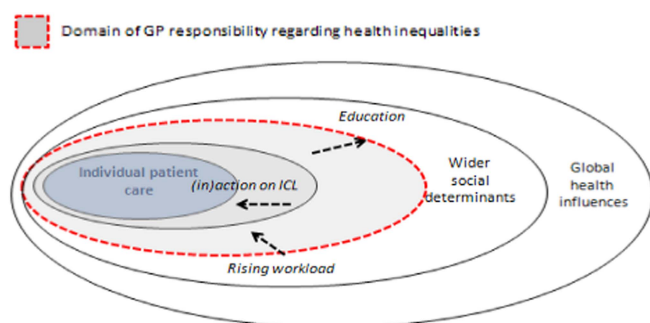 Domain of GP responsibility regarding health inequalities
Education
Individual patient
care
(in)action on ICL
Wider
social
determinants
Global
health
influences
Rising workload